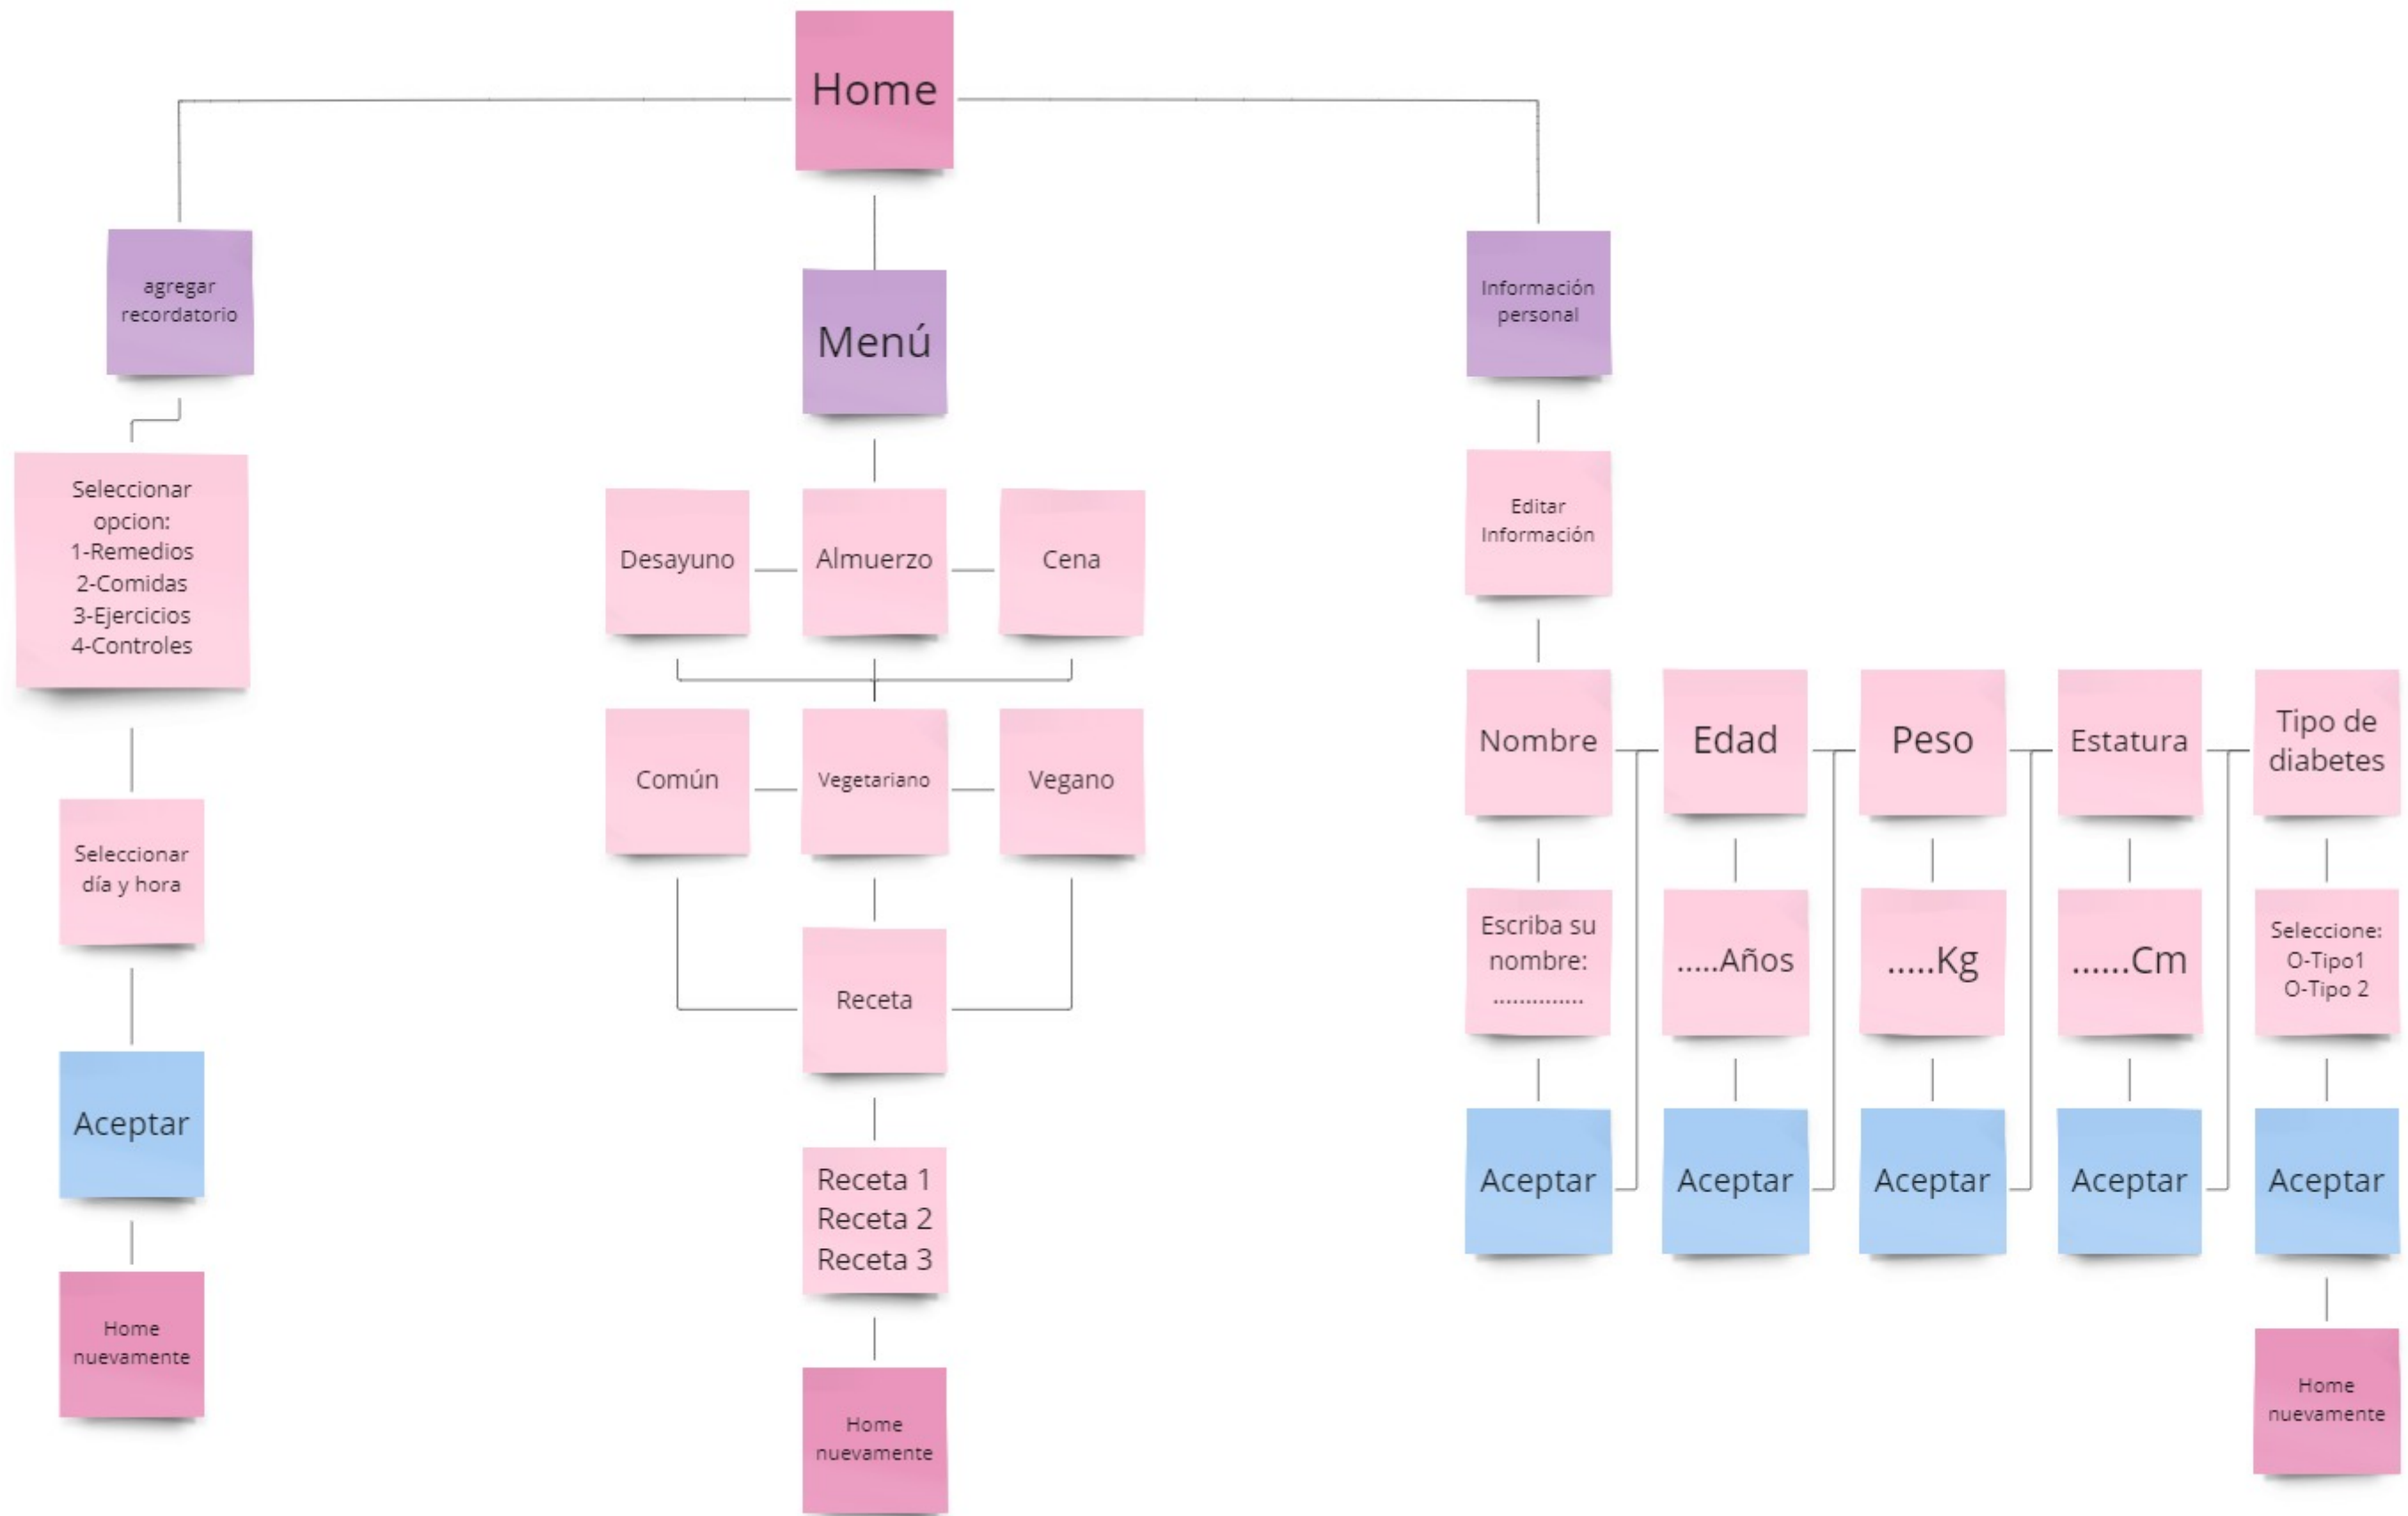 Home
agregar
recordatorio
Menú
Información
personal
Seleccionar
opcion:
1-Remedios
2-Comidas
3-Ejercicios
4-Controles
Desayuno
Almuerzo
Cena
Editar
Información
Común
Vegetariano
Vegano
Nombre
Edad
Peso
Estatura
Tipo de
diabetes
Seleccionar
día y hora
Receta
Escriba su
nombre:
..............
.....Años
.....Kg
......Cm
Seleccione:
O-Tipo1
O-Tipo 2
Aceptar
Receta 1
Receta 2
Receta 3
Aceptar
Aceptar
Aceptar
Aceptar
Aceptar
Home
nuevamente
Home
nuevamente
Home
nuevamente